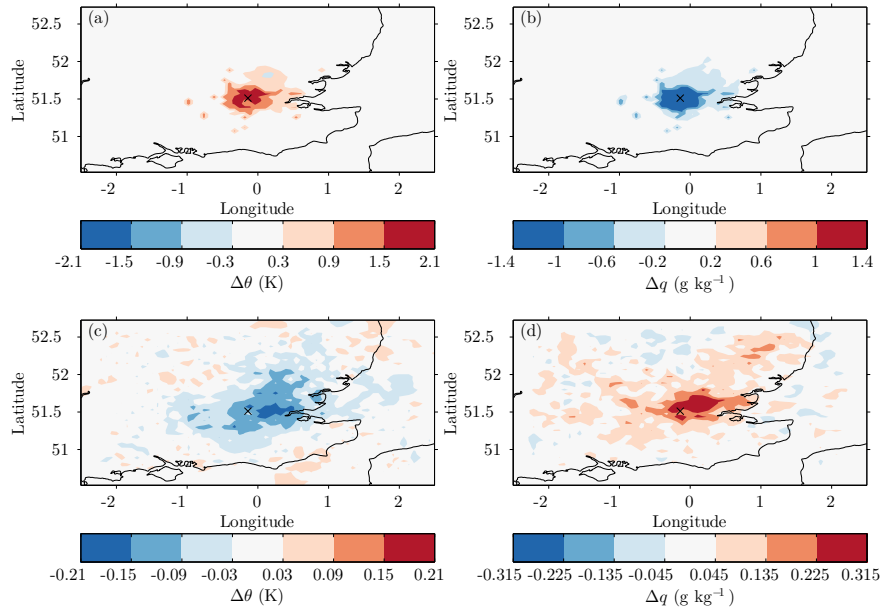 (a)
52.5
52
51.5
51
Latitude
-2 -1 0 1 2
Longitude
-2.1 -1.5 -0.9 -0.3 0.3 0.9 1.5 2.1
Δθ (K)
(b)
52.5
52
51.5
51
Latitude
-2 -1 0 1 2
Longitude
-1.4 -1 -0.6 -0.2 0.2 0.6 1 1.4
Δq (g kg⁻¹)
(c)
52.5
52
51.5
51
Latitude
-2 -1 0 1 2
Longitude
-0.21 -0.15 -0.09 -0.03 0.03 0.09 0.15 0.21
Δθ (K)
(d)
52.5
52
51.5
51
Latitude
-2 -1 0 1 2
Longitude
-0.315 -0.225 -0.135 -0.045 0.045 0.135 0.225 0.315
Δq (g kg⁻¹)